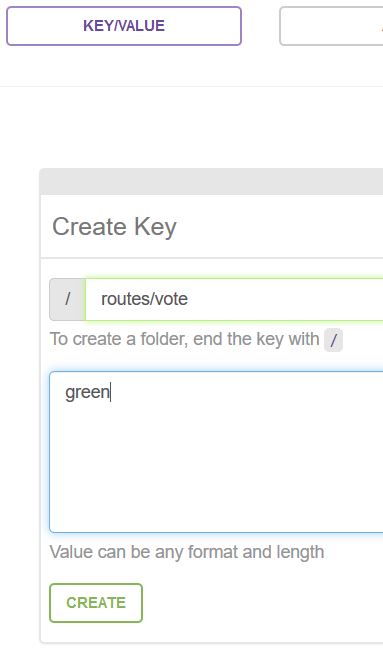 KEY/VALUE
Create Key
/ routes/vote
To create a folder, end the key with /
green
Value can be any format and length
CREATE